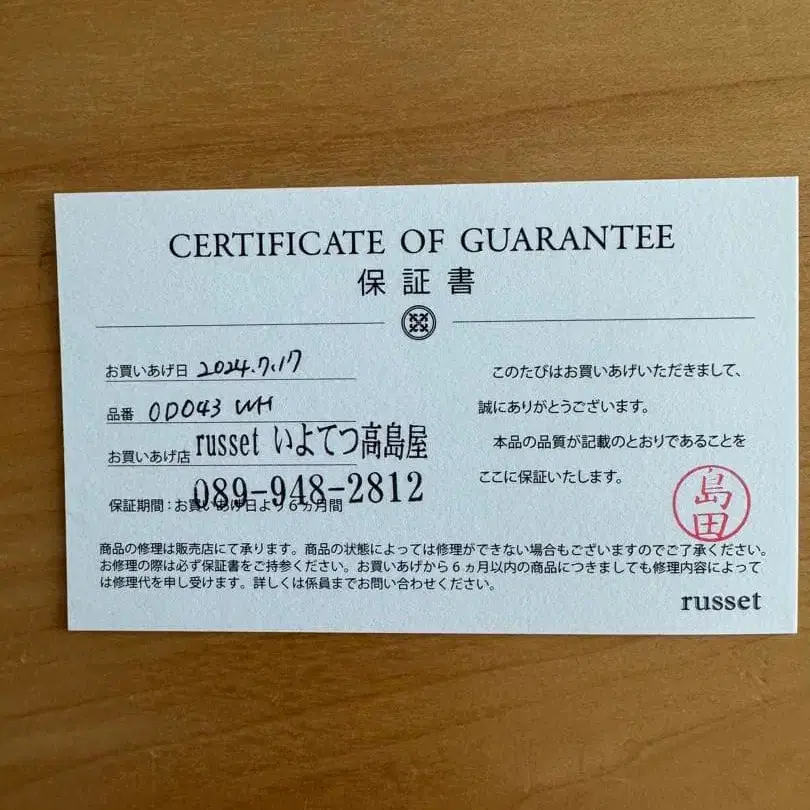 CERTIFICATE OF GUARANTEE
保証書
お買いあげ日 2024.7.17
品番 OD043 WH
お買いあげ店 russet いよてつ高島屋
089-948-2812
保証期間：お買いあげ日より6ヵ月間
このたびはお買いあげいただきまして、
誠にありがとうございます。
本品の品質が記載のとおりであることを
ここに保証いたします。
島田
商品の修理は販売店にて承ります。商品の状態によっては修理ができない場合もございますのでご了承ください。
お修理の際は必ず保証書をご持参ください。お買いあげから6ヵ月以内の商品につきましても修理内容によって
は修理代を申し受けます。詳しくは係員までお問い合わせください。
russet